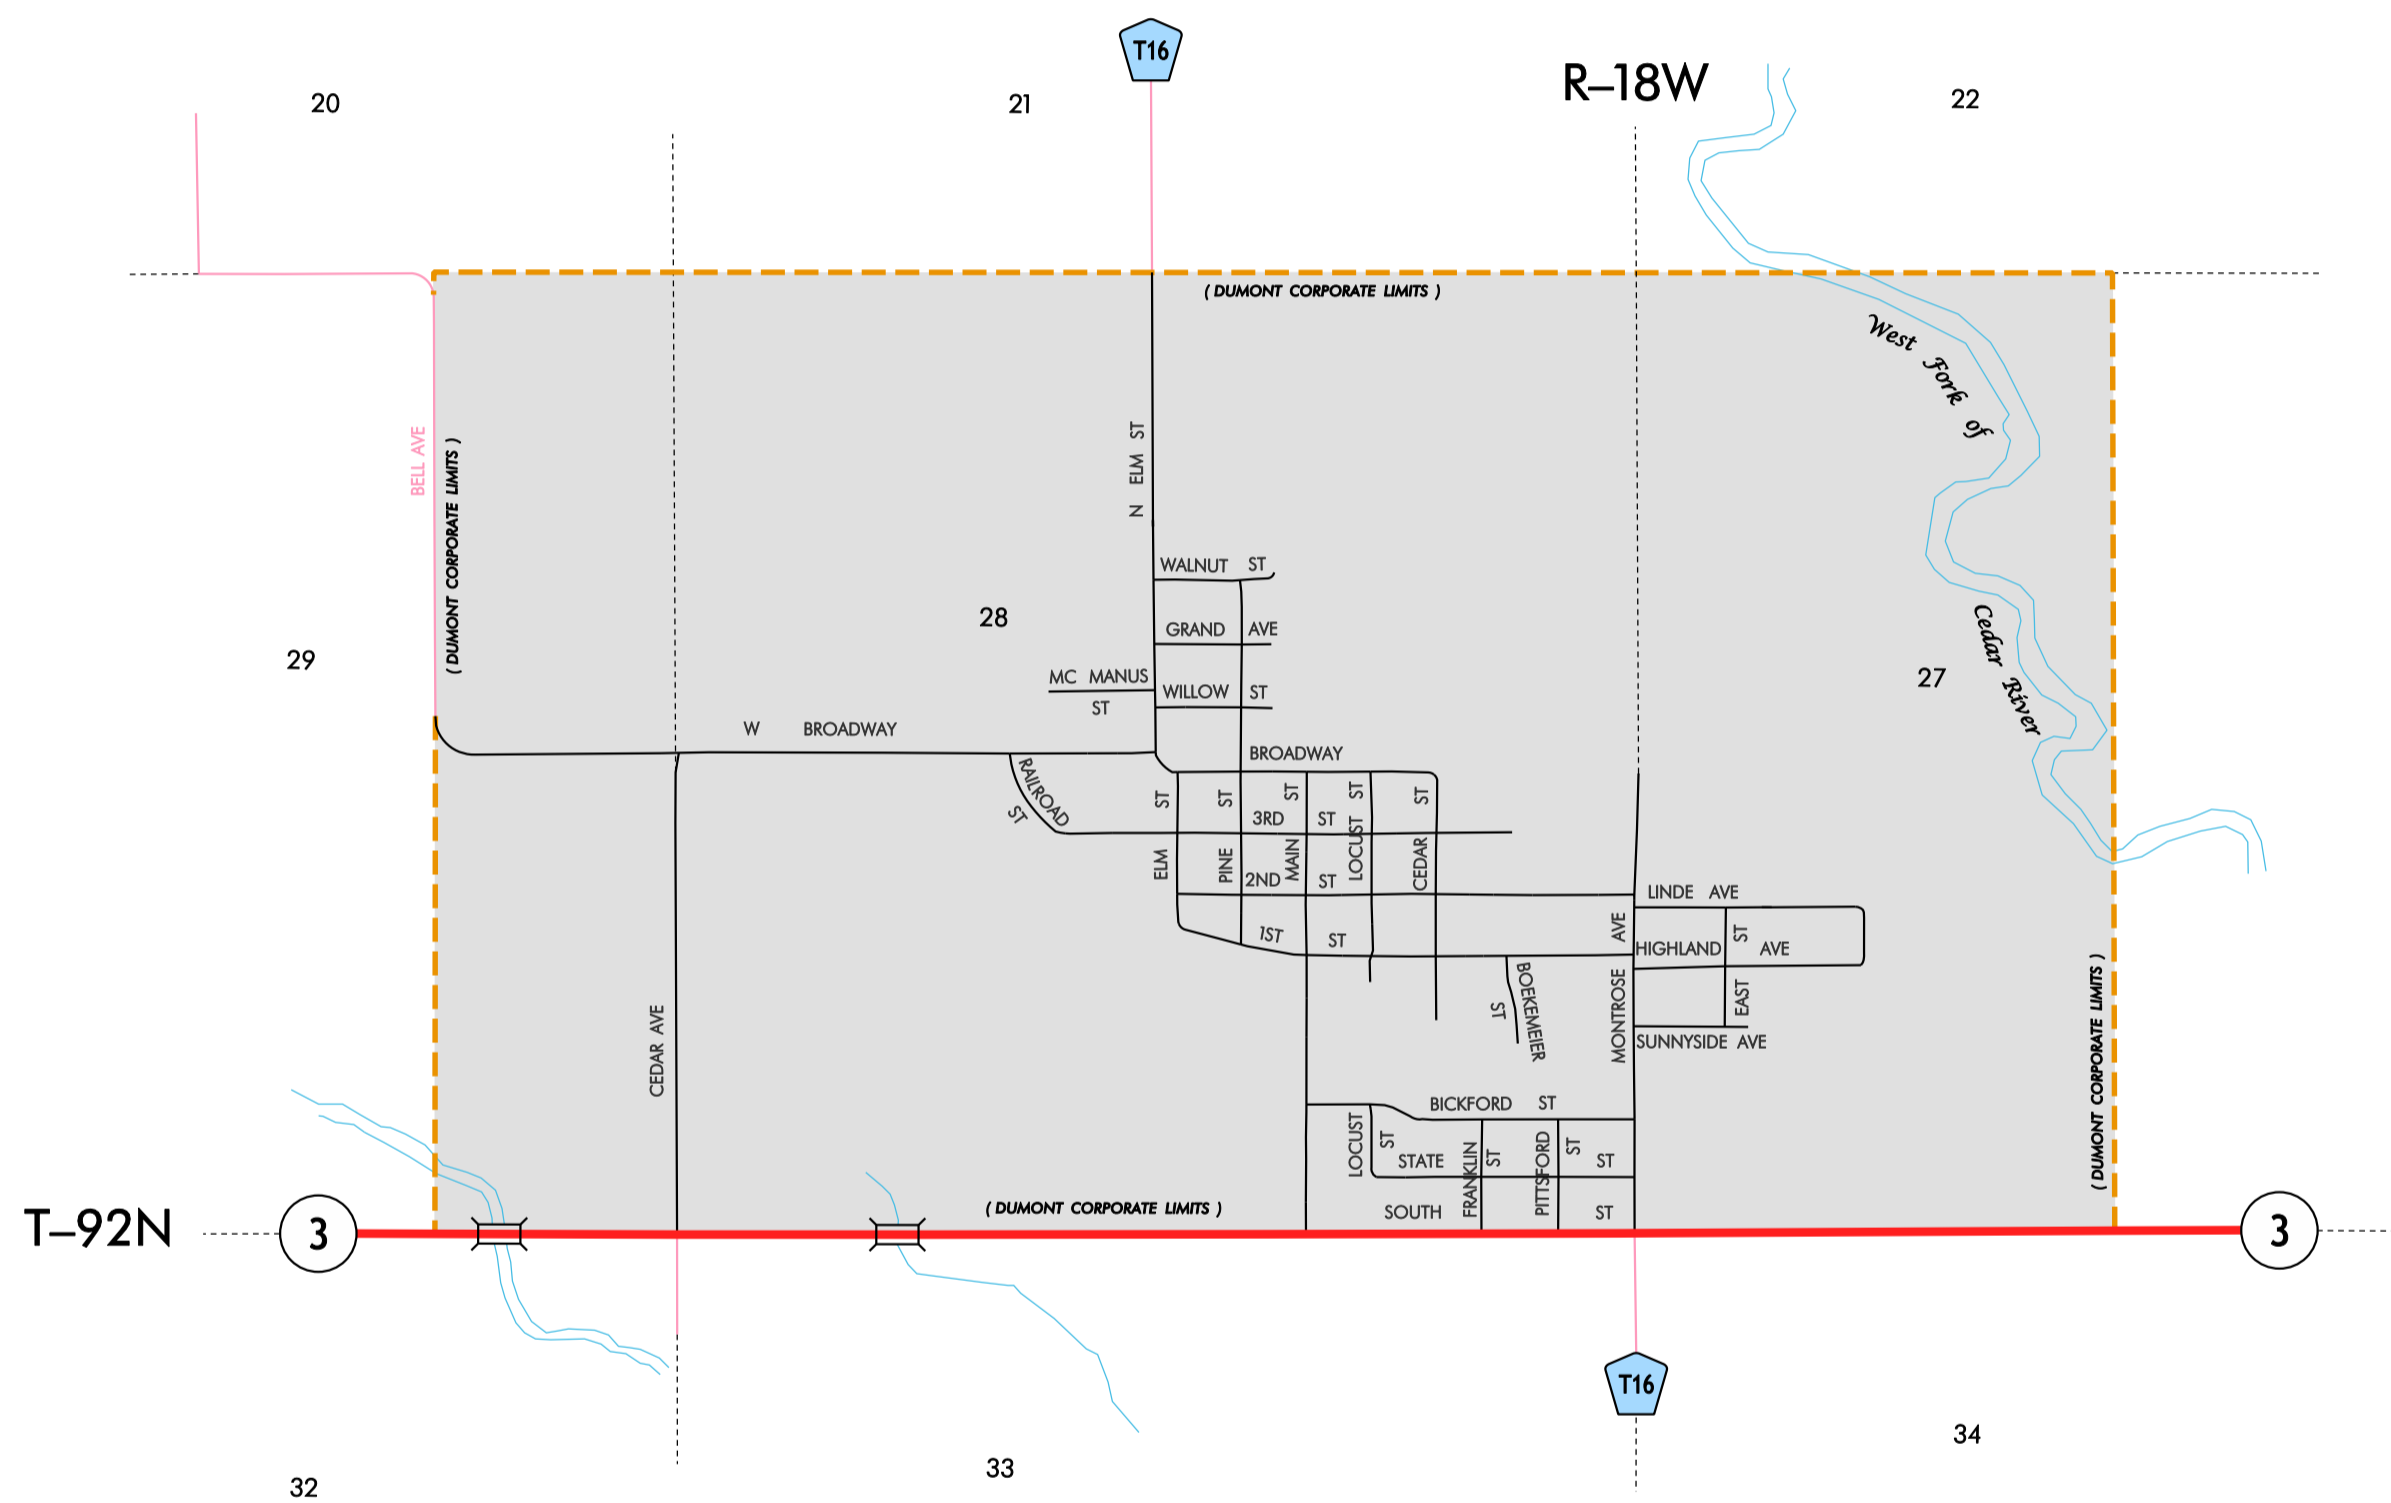 T16
R–18W
20
21
22
( DUMONT CORPORATE LIMITS )
West Fork of
Cedar River
BELL AVE
( DUMONT CORPORATE LIMITS )
N ELM ST
WALNUT ST
28
GRAND AVE
29
MC MANUS ST
WILLOW ST
27
W BROADWAY
BROADWAY
RAILROAD ST
ELM ST
PINE ST
MAIN ST
LOCUST ST
CEDAR ST
3RD ST
2ND ST
LINDE AVE
1ST ST
HIGHLAND AVE
EAST ST
BOEKEMEIER ST
MONTROSE AVE
CEDAR AVE
SUNNYSIDE AVE
( DUMONT CORPORATE LIMITS )
BICKFORD ST
LOCUST ST
STATE ST
FRANKLIN ST
PITTSFORD ST
SOUTH ST
( DUMONT CORPORATE LIMITS )
T–92N
3
3
T16
34
33
32